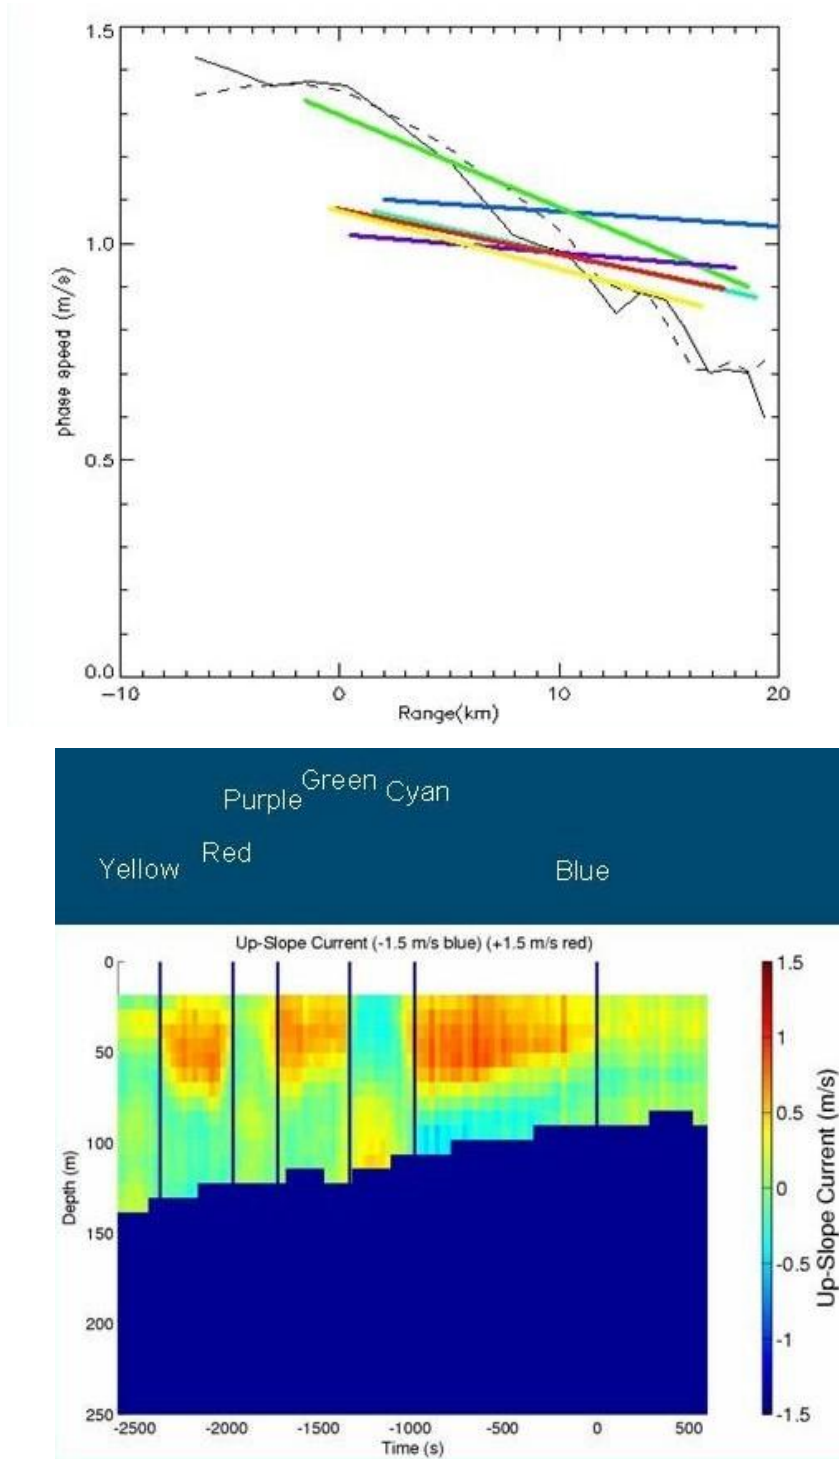 1.5
1.0
0.5
0.0
phase speed (m/s)
−10 0 10 20
Range(km)
Green
Purple Cyan
Red
Yellow Blue
Up-Slope Current (-1.5 m/s blue) (+1.5 m/s red)
0
50
100
150
200
250
Depth (m)
-2500 -2000 -1500 -1000 -500 0 500
Time (s)
1.5
1
0.5
0
-0.5
-1
-1.5
Up-Slope Current (m/s)